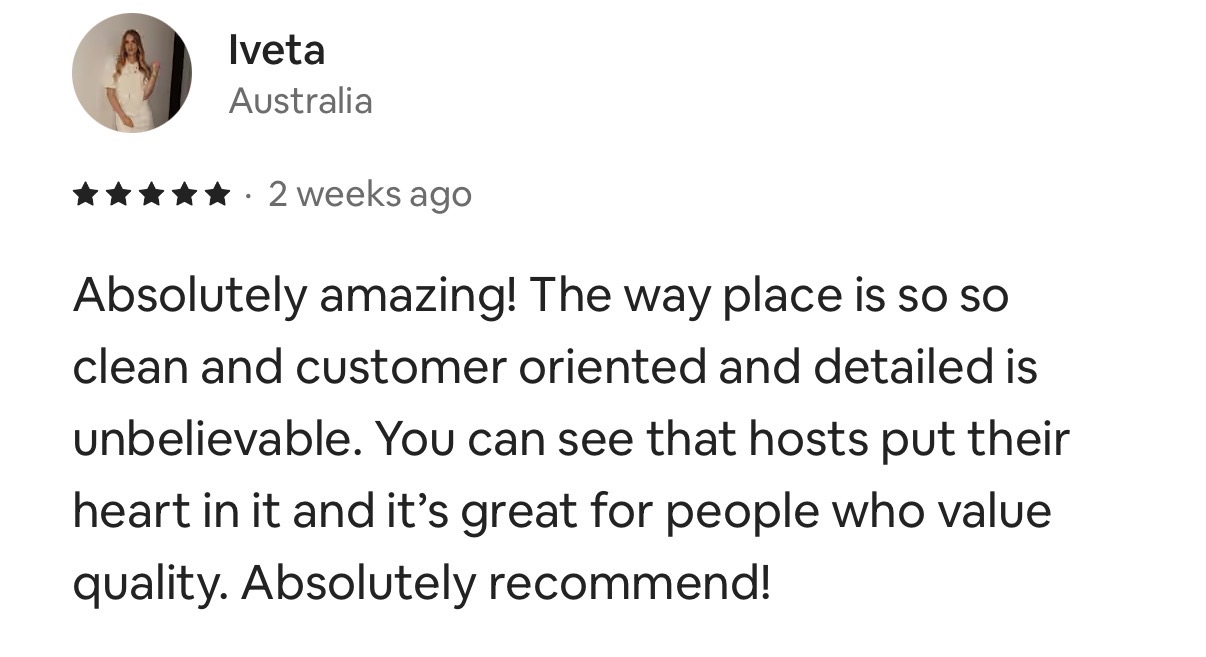 Iveta
Australia
★★★★★ · 2 weeks ago
Absolutely amazing! The way place is so so
clean and customer oriented and detailed is
unbelievable. You can see that hosts put their
heart in it and it’s great for people who value
quality. Absolutely recommend!